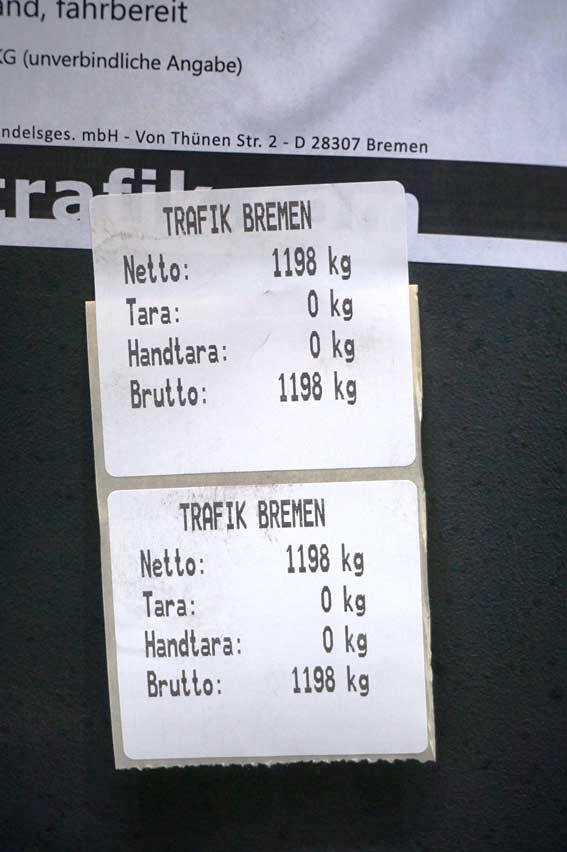 fahrbereit
KG (unverbindliche Angabe)
mbH - Von Thünen Str. 2 - D 28307 Bremen
trafik
TRAFIK BREMEN
Netto: 1198 kg
Tara: 0 kg
Handtara: 0 kg
Brutto: 1198 kg
TRAFIK BREMEN
Netto: 1198 kg
Tara: 0 kg
Handtara: 0 kg
Brutto: 1198 kg